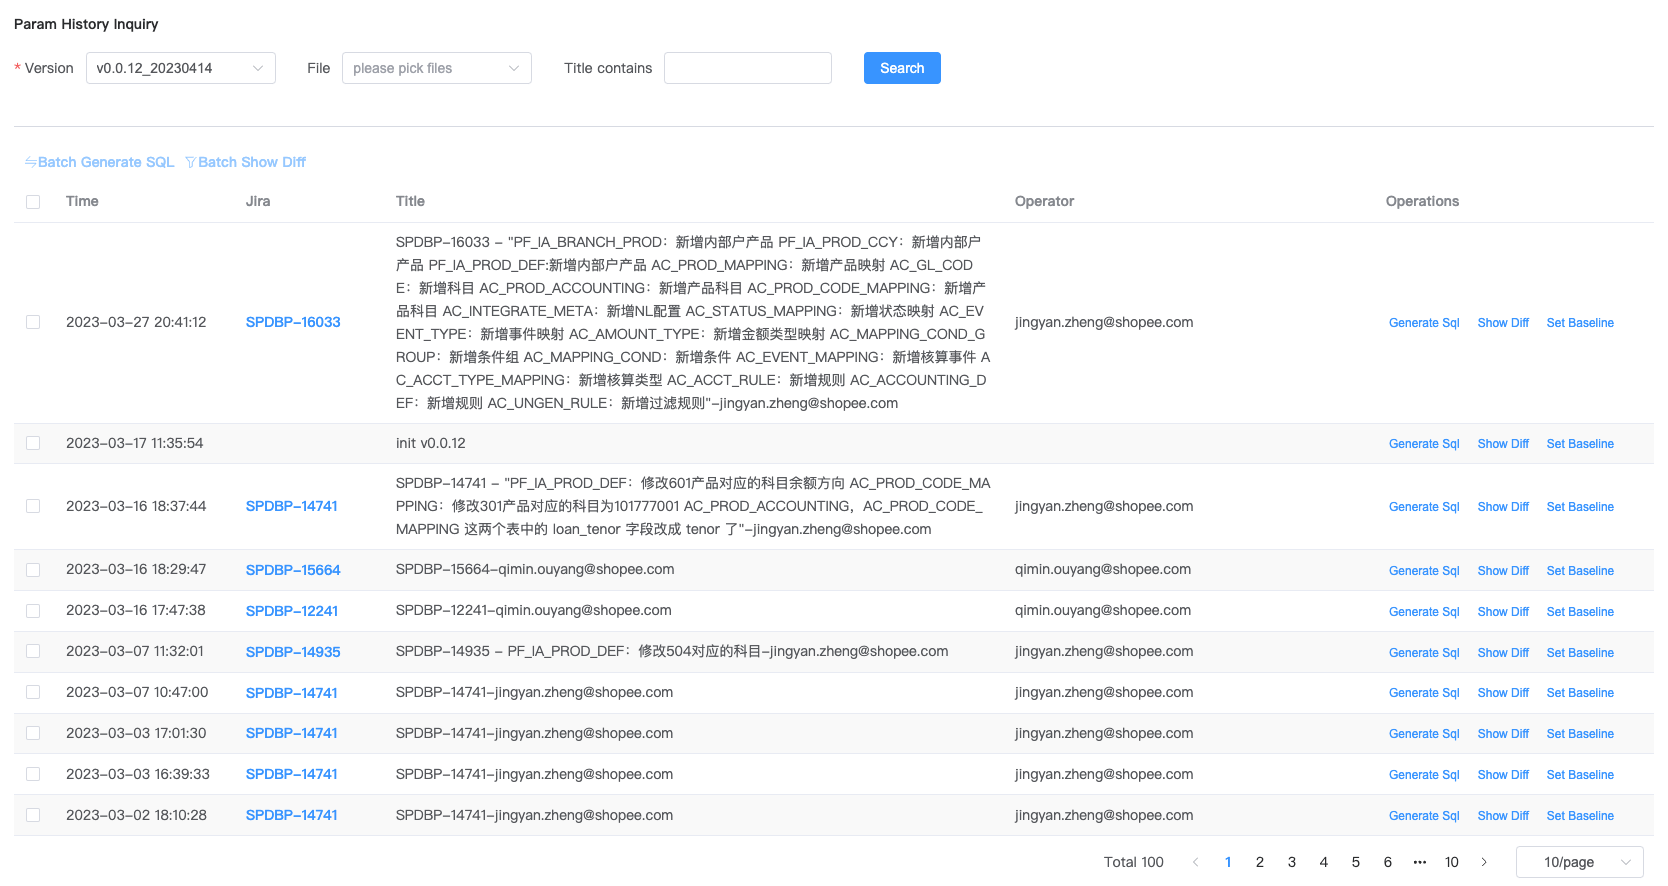 Param History Inquiry
* Version v0.0.12_20230414 File please pick files Title contains Search
Batch Generate SQL Batch Show Diff
Time Jira Title Operator Operations
SPDBP-16033 - "PF_IA_BRANCH_PROD：新增内部户产品 PF_IA_PROD_CCY：新增内部户
产品 PF_IA_PROD_DEF:新增内部户产品 AC_PROD_MAPPING：新增产品映射 AC_GL_COD
E：新增科目 AC_PROD_ACCOUNTING：新增产品科目 AC_PROD_CODE_MAPPING：新增产
品科目 AC_INTEGRATE_META：新增NL配置 AC_STATUS_MAPPING：新增状态映射 AC_EV
2023-03-27 20:41:12 SPDBP-16033 ENT_TYPE：新增事件映射 AC_AMOUNT_TYPE：新增金额类型映射 AC_MAPPING_COND_G jingyan.zheng@shopee.com Generate Sql Show Diff Set Baseline
ROUP：新增条件组 AC_MAPPING_COND：新增条件 AC_EVENT_MAPPING：新增核算事件 A
C_ACCT_TYPE_MAPPING：新增核算类型 AC_ACCT_RULE：新增规则 AC_ACCOUNTING_D
EF：新增规则 AC_UNGEN_RULE：新增过滤规则"-jingyan.zheng@shopee.com
2023-03-17 11:35:54 init v0.0.12 Generate Sql Show Diff Set Baseline
SPDBP-14741 - "PF_IA_PROD_DEF：修改601产品对应的科目余额方向 AC_PROD_CODE_MA
2023-03-16 18:37:44 SPDBP-14741 PPING：修改301产品对应的科目为101777001 AC_PROD_ACCOUNTING，AC_PROD_CODE_ jingyan.zheng@shopee.com Generate Sql Show Diff Set Baseline
MAPPING 这两个表中的 loan_tenor 字段改成 tenor 了"-jingyan.zheng@shopee.com
2023-03-16 18:29:47 SPDBP-15664 SPDBP-15664-qimin.ouyang@shopee.com qimin.ouyang@shopee.com Generate Sql Show Diff Set Baseline
2023-03-16 17:47:38 SPDBP-12241 SPDBP-12241-qimin.ouyang@shopee.com qimin.ouyang@shopee.com Generate Sql Show Diff Set Baseline
2023-03-07 11:32:01 SPDBP-14935 SPDBP-14935 - PF_IA_PROD_DEF：修改504对应的科目-jingyan.zheng@shopee.com jingyan.zheng@shopee.com Generate Sql Show Diff Set Baseline
2023-03-07 10:47:00 SPDBP-14741 SPDBP-14741-jingyan.zheng@shopee.com jingyan.zheng@shopee.com Generate Sql Show Diff Set Baseline
2023-03-03 17:01:30 SPDBP-14741 SPDBP-14741-jingyan.zheng@shopee.com jingyan.zheng@shopee.com Generate Sql Show Diff Set Baseline
2023-03-03 16:39:33 SPDBP-14741 SPDBP-14741-jingyan.zheng@shopee.com jingyan.zheng@shopee.com Generate Sql Show Diff Set Baseline
2023-03-02 18:10:28 SPDBP-14741 SPDBP-14741-jingyan.zheng@shopee.com jingyan.zheng@shopee.com Generate Sql Show Diff Set Baseline
Total 100 1 2 3 4 5 6 ••• 10 10/page